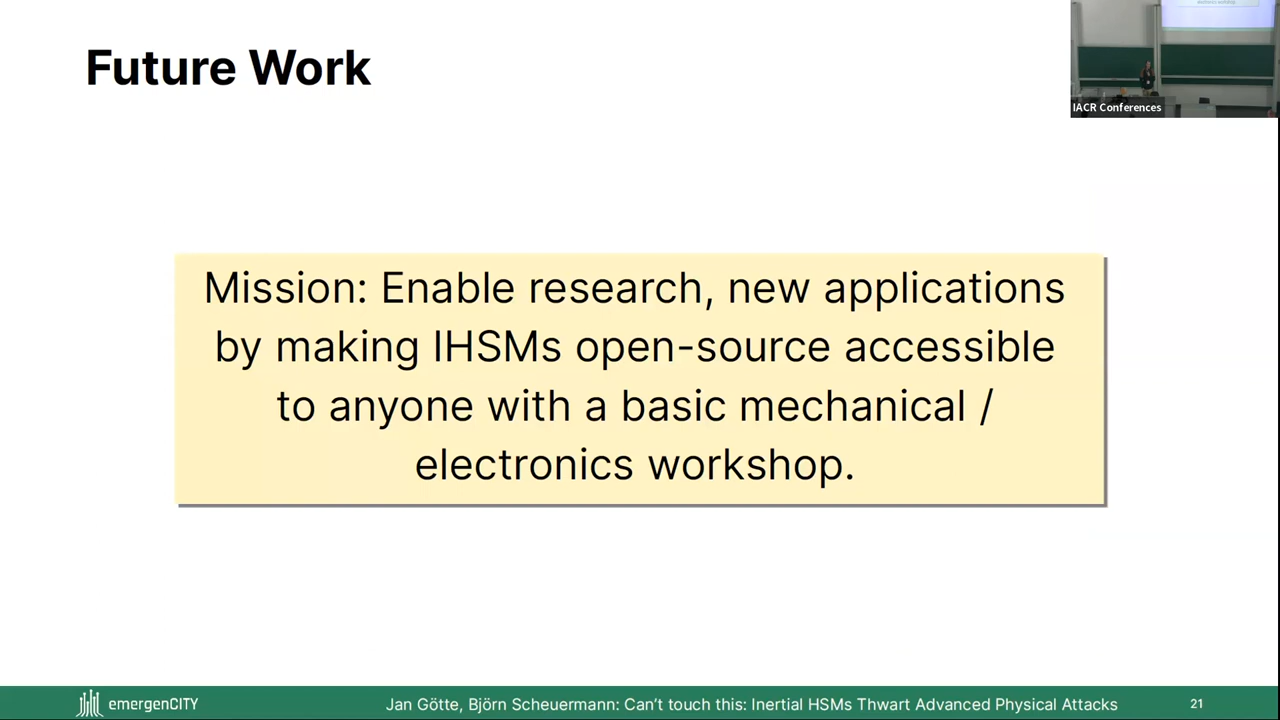 Future Work
IACR Conferences
Mission: Enable research, new applications
by making IHSMs open-source accessible
to anyone with a basic mechanical /
electronics workshop.
emergenCITY
Jan Götte, Björn Scheuermann: Can’t touch this: Inertial HSMs Thwart Advanced Physical Attacks
21